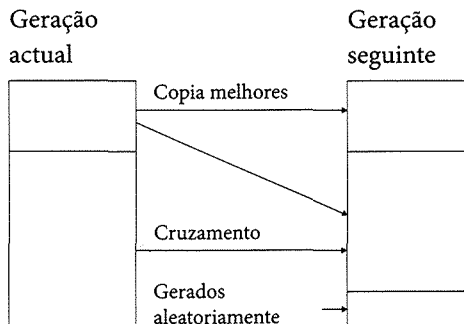 Geração
actual
Geração
seguinte
Copia melhores
Cruzamento
Gerados
aleatoriamente